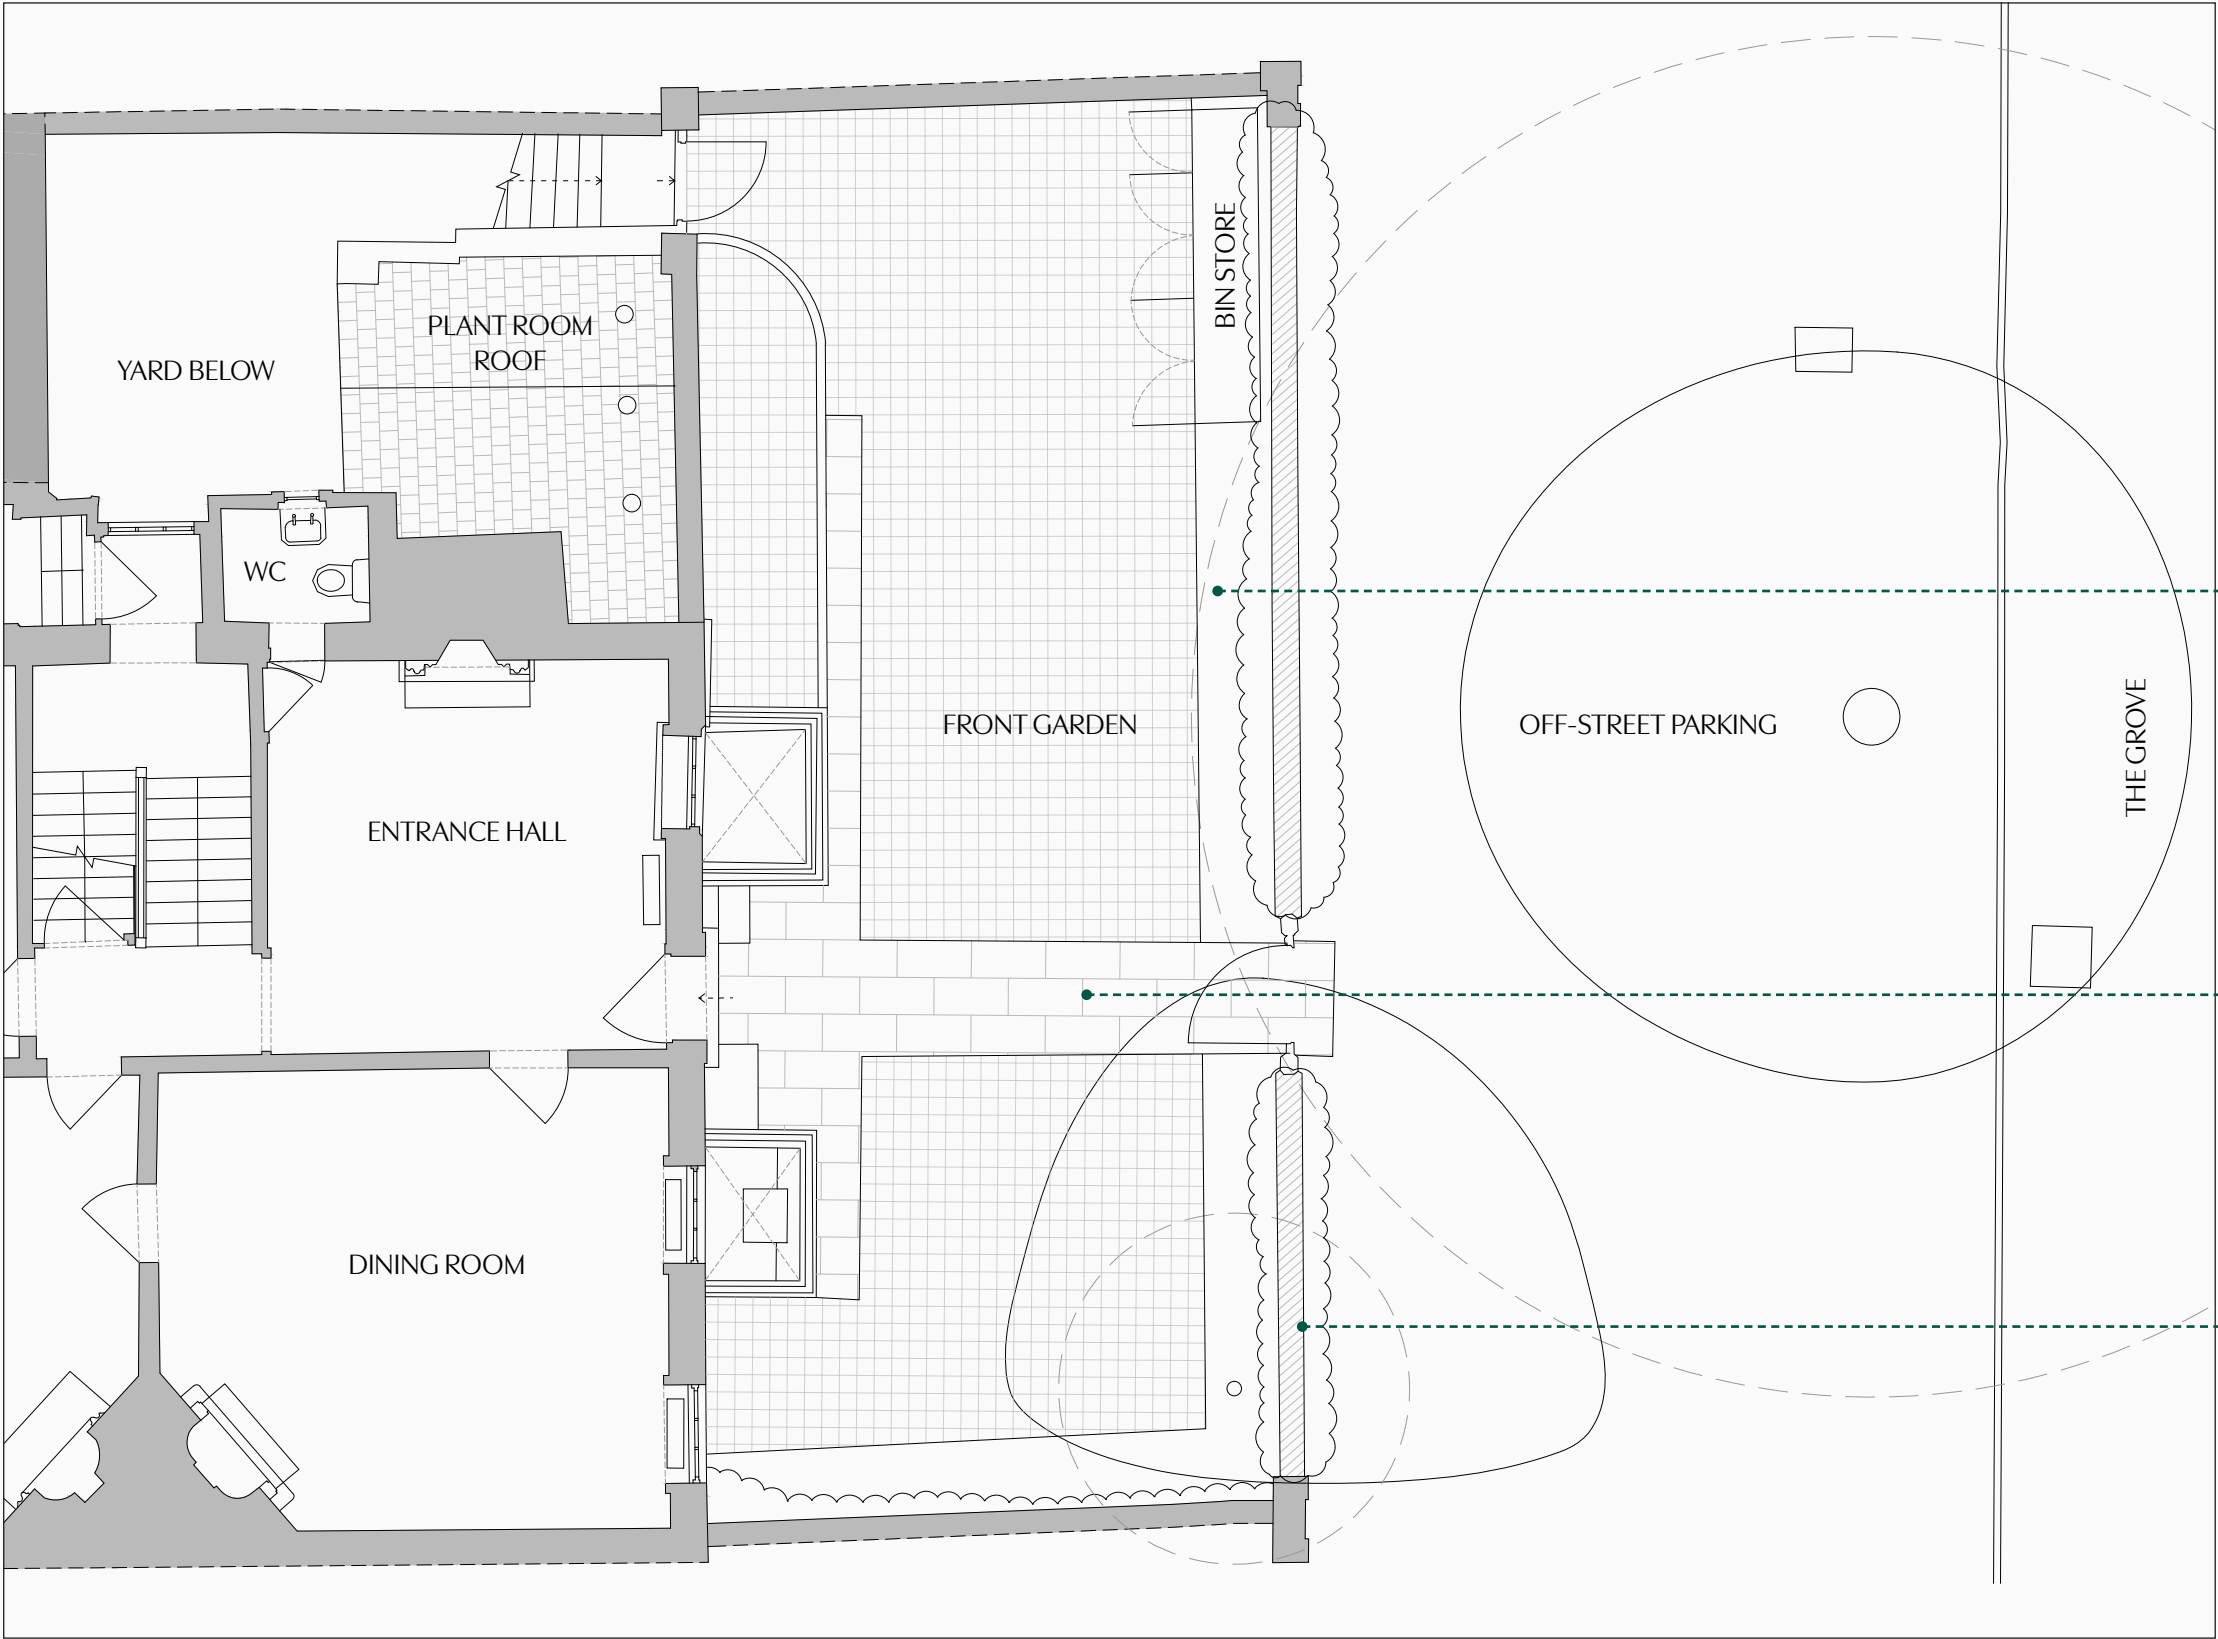 BIN STORE
PLANT ROOM
ROOF
YARD BELOW
WC
FRONT GARDEN
OFF-STREET PARKING
THE GROVE
ENTRANCE HALL
DINING ROOM